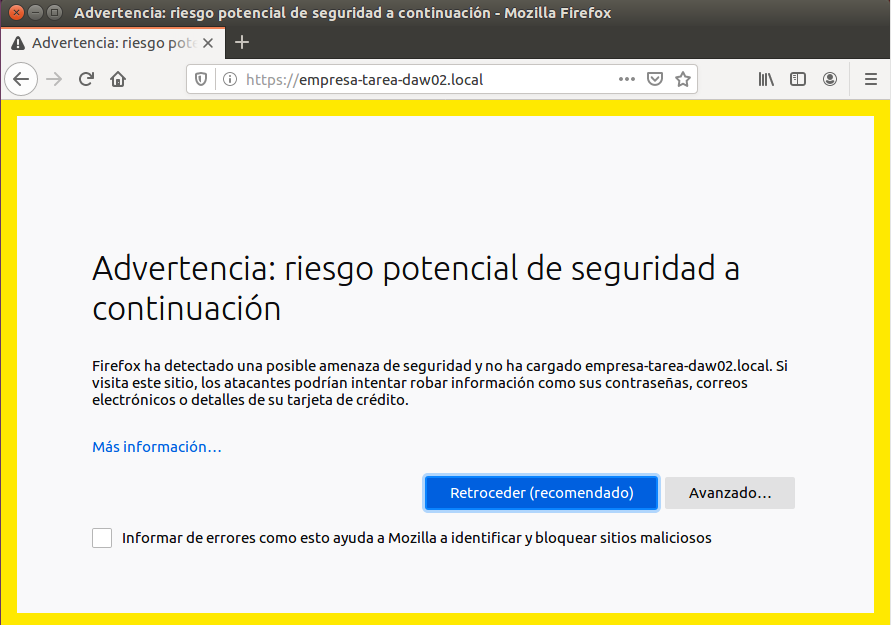 Advertencia: riesgo potencial de seguridad a continuación - Mozilla Firefox
Advertencia: riesgo pot
https://empresa-tarea-daw02.local
Advertencia: riesgo potencial de seguridad a
continuación
Firefox ha detectado una posible amenaza de seguridad y no ha cargado empresa-tarea-daw02.local. Si
visita este sitio, los atacantes podrían intentar robar información como sus contraseñas, correos
electrónicos o detalles de su tarjeta de crédito.
Más información...
Retroceder (recomendado)
Avanzado...
Informar de errores como esto ayuda a Mozilla a identificar y bloquear sitios maliciosos